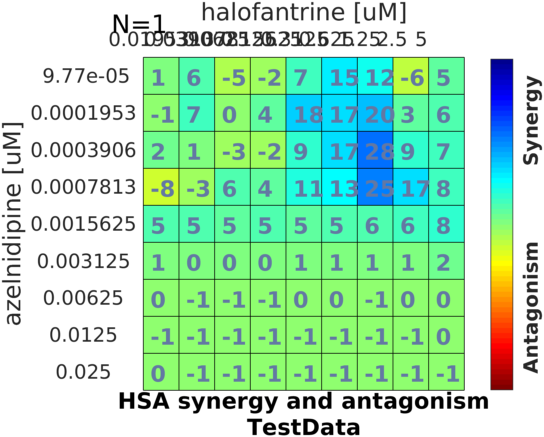 halofantrine [uM]
N=1
2.5 5
9.77e-05 1 6 -5 -2 7 15 12 -6 5
0.0001953 -1 7 0 4 18 17 20 3 6
0.0003906 2 1 -3 -2 9 17 28 9 7
0.0007813 -8 -3 6 4 11 13 25 17 8
0.0015625 5 5 5 5 5 5 6 6 8
0.003125 1 0 0 0 1 1 1 1 2
0.00625 0 -1 -1 -1 0 0 -1 0 0
0.0125 -1 -1 -1 -1 -1 -1 -1 -1 0
0.025 0 -1 -1 -1 -1 -1 -1 -1 -1
azelnidipine [uM]
Synergy
Antagonism
HSA synergy and antagonism
TestData